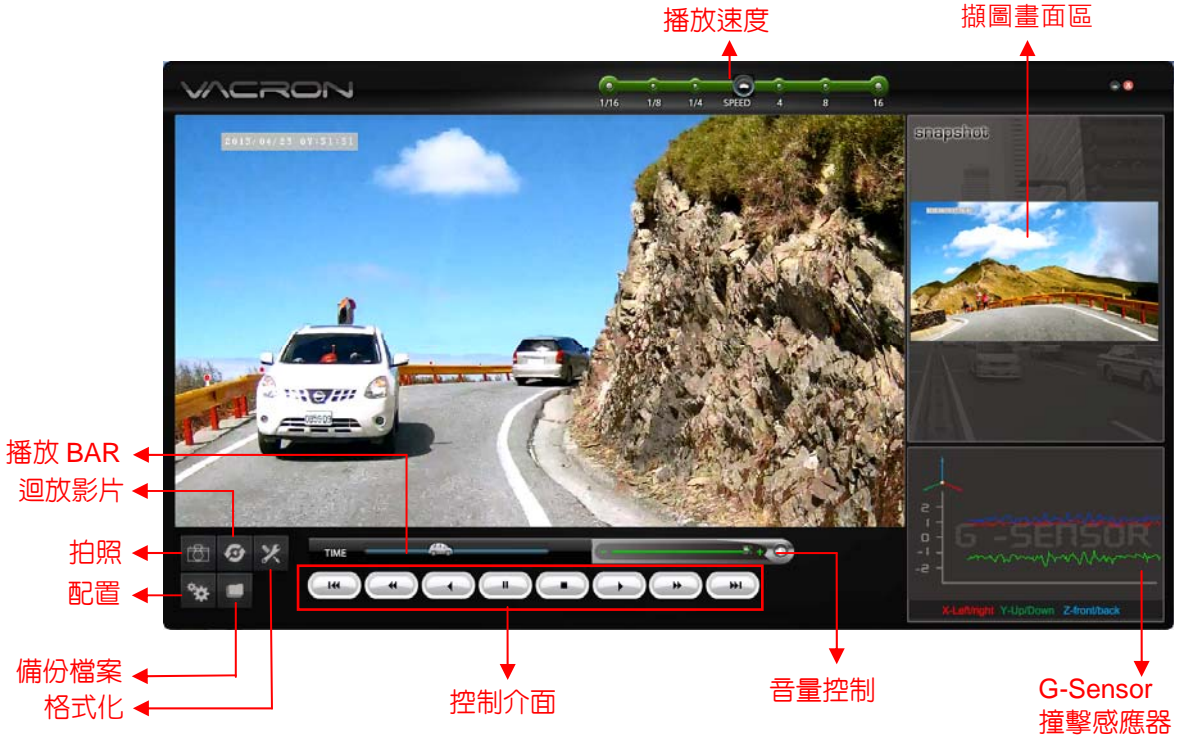 播放速度
擷圖畫面區
VACRON
1/16 1/8 1/4 SPEED 4 8 16
snapshot
播放 BAR
迴放影片
拍照
配置
備份檔案
格式化
TIME
- +
控制介面
音量控制
2
1
0
-1
-2
G-SENSOR
X-Left/right Y-Up/Down Z-front/back
G-Sensor
撞擊感應器